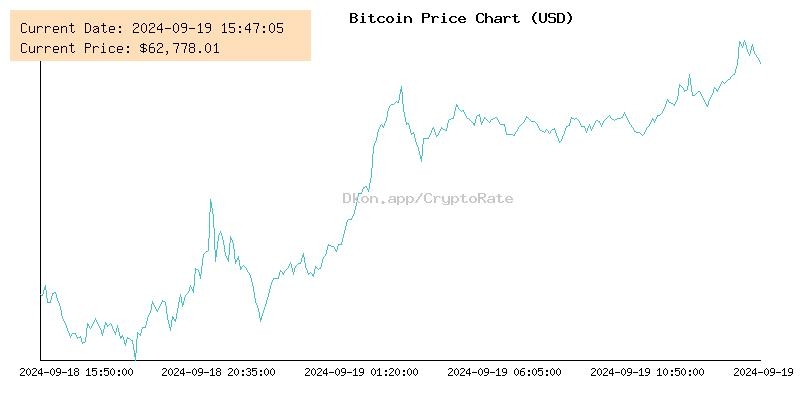 Bitcoin Price Chart (USD)
Current Date: 2024-09-19 15:47:05
Current Price: $62,778.01
Dkon.app/CryptoRate
2024-09-18 15:50:00 2024-09-18 20:35:00 2024-09-19 01:20:00 2024-09-19 06:05:00 2024-09-19 10:50:00 2024-09-19